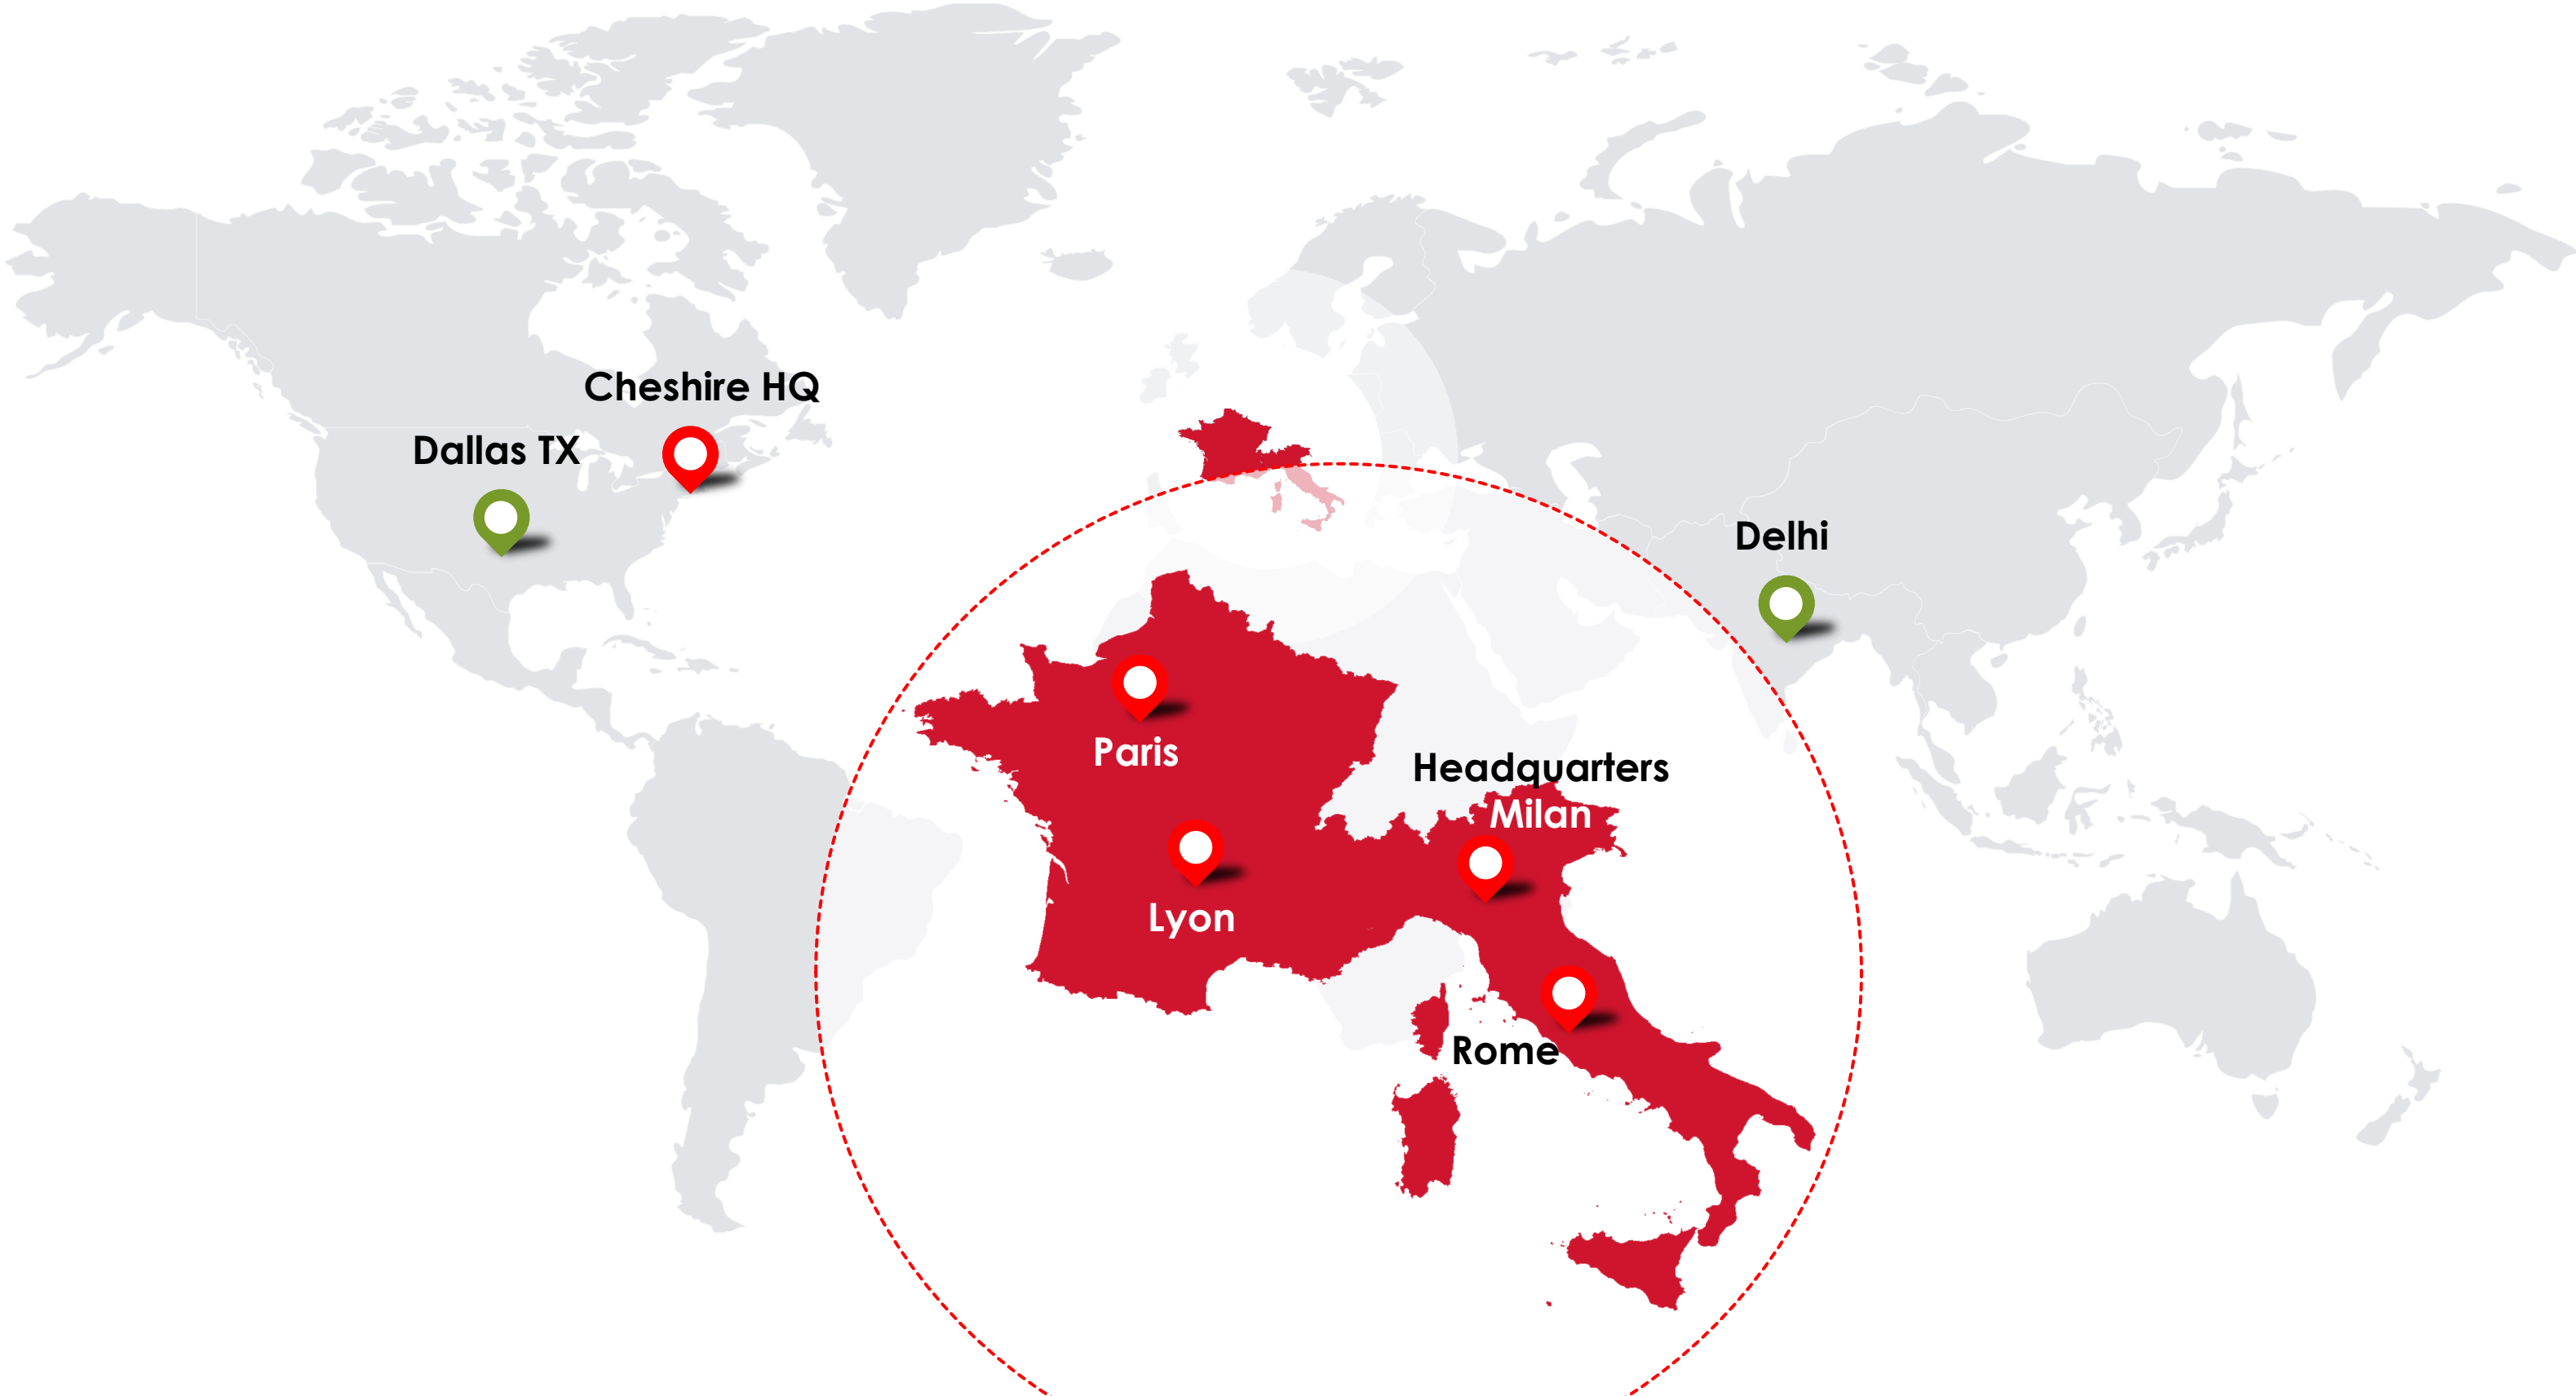 Cheshire HQ
Dallas TX
Delhi
Paris
Headquarters
Milan
Lyon
Rome